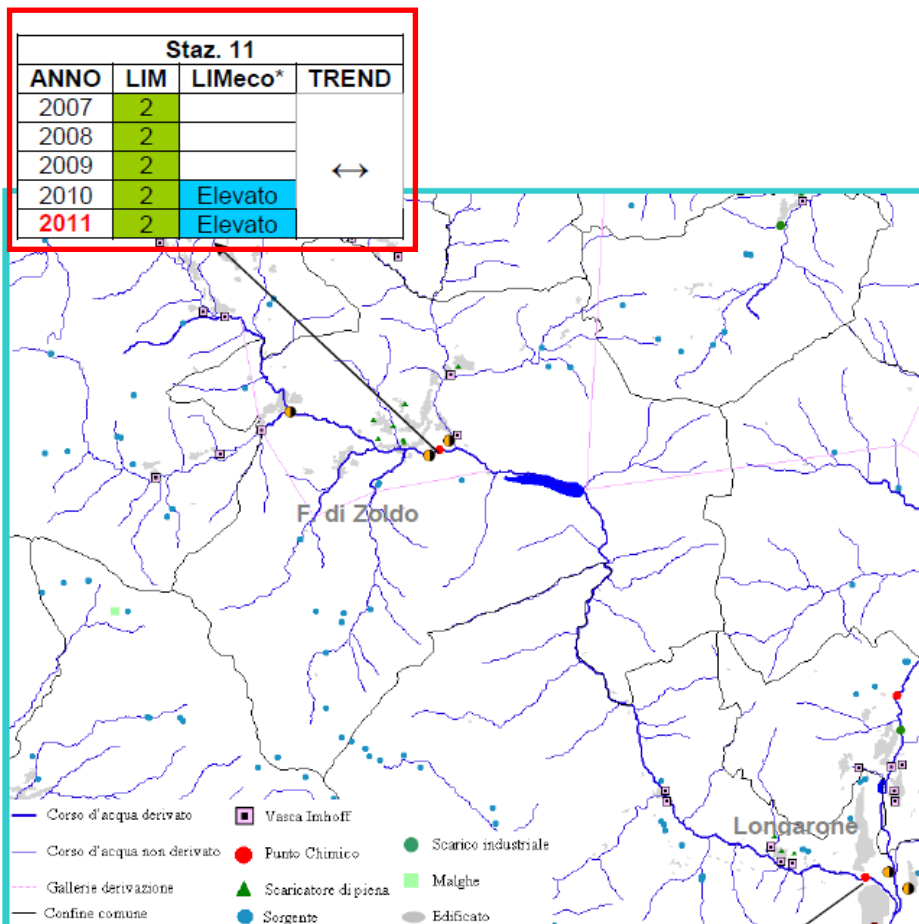 Staz. 11
ANNO LIM LIMeco* TREND
2007 2
2008 2
2009 2 ↔
2010 2 Elevato
2011 2 Elevato
F. di Zoldo
Longarone
Corso d'acqua derivato
Corso d'acqua non derivato
Gallerie derivazione
Confine comune
Vasca Imhoff
Punto Chimico
Scaricatore di piena
Sorgente
Scarico industriale
Malghe
Edificato